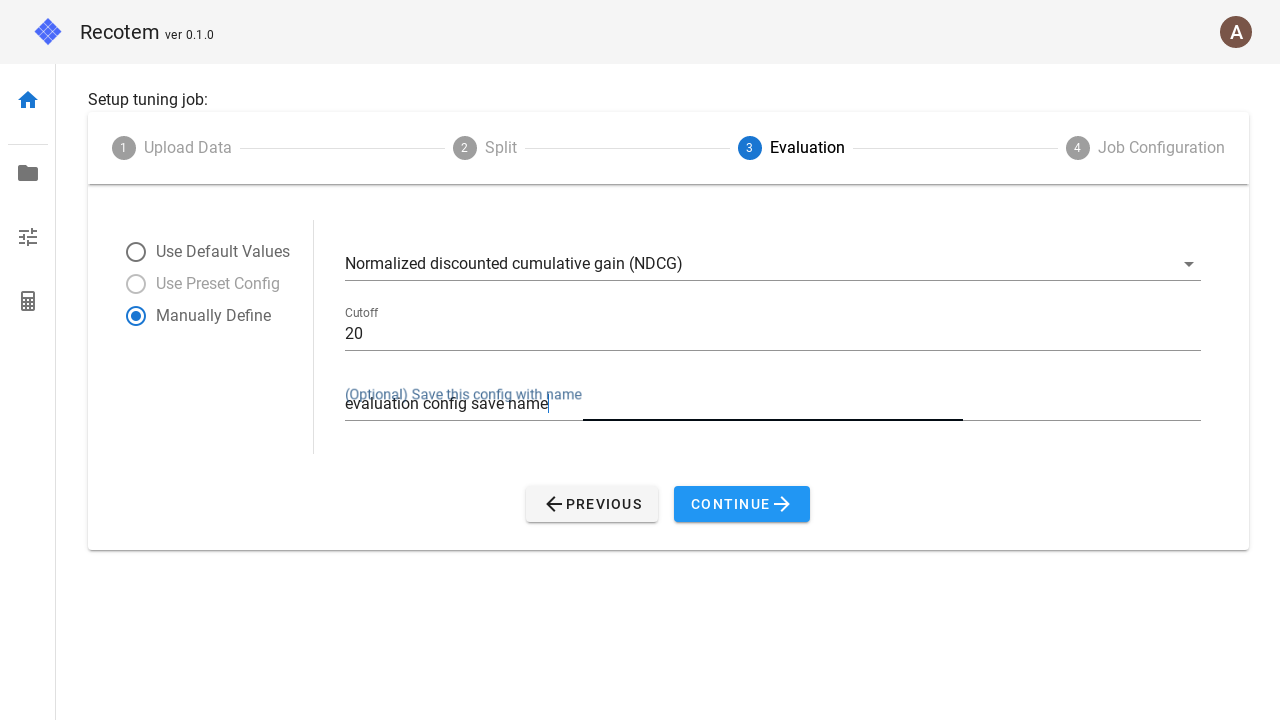 Recotem ver 0.1.0
A
Setup tuning job:
1 Upload Data
2 Split
3 Evaluation
4 Job Configuration
Use Default Values
Use Preset Config
Manually Define
Normalized discounted cumulative gain (NDCG)
Cutoff
20
(Optional) Save this config with name
evaluation config save name
PREVIOUS
CONTINUE